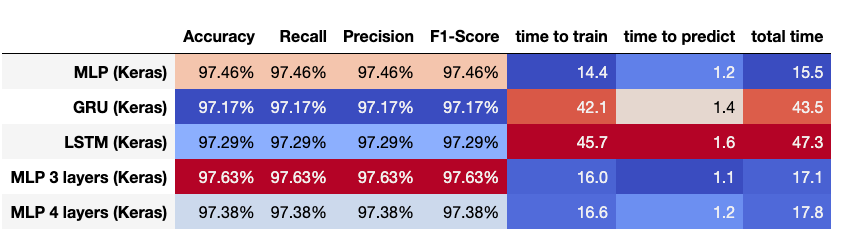 Accuracy Recall Precision F1-Score time to train time to predict total time
MLP (Keras) 97.46% 97.46% 97.46% 97.46% 14.4 1.2 15.5
GRU (Keras) 97.17% 97.17% 97.17% 97.17% 42.1 1.4 43.5
LSTM (Keras) 97.29% 97.29% 97.29% 97.29% 45.7 1.6 47.3
MLP 3 layers (Keras) 97.63% 97.63% 97.63% 97.63% 16.0 1.1 17.1
MLP 4 layers (Keras) 97.38% 97.38% 97.38% 97.38% 16.6 1.2 17.8